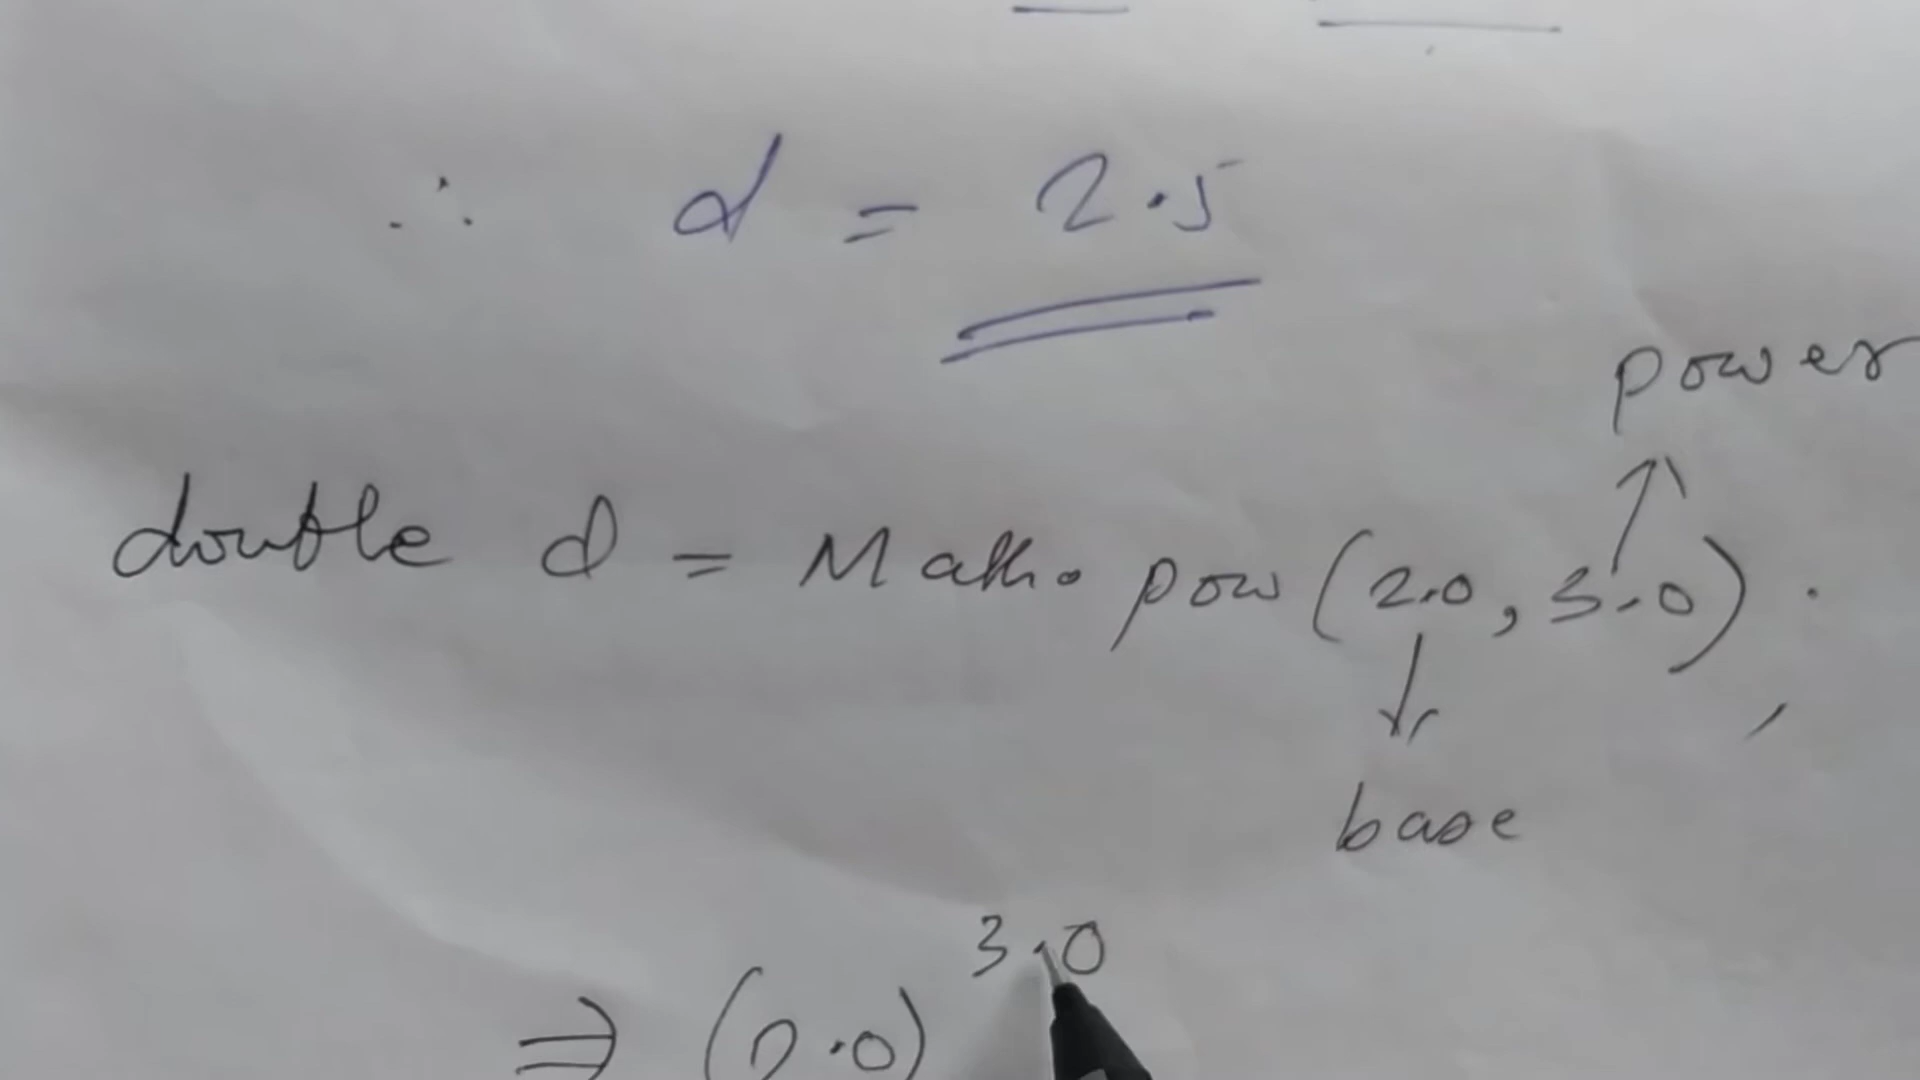 ∴ d = 2.5
power
double d = Math.pow(2.0, 3.0);
base
⇒ (2.0)^3.0